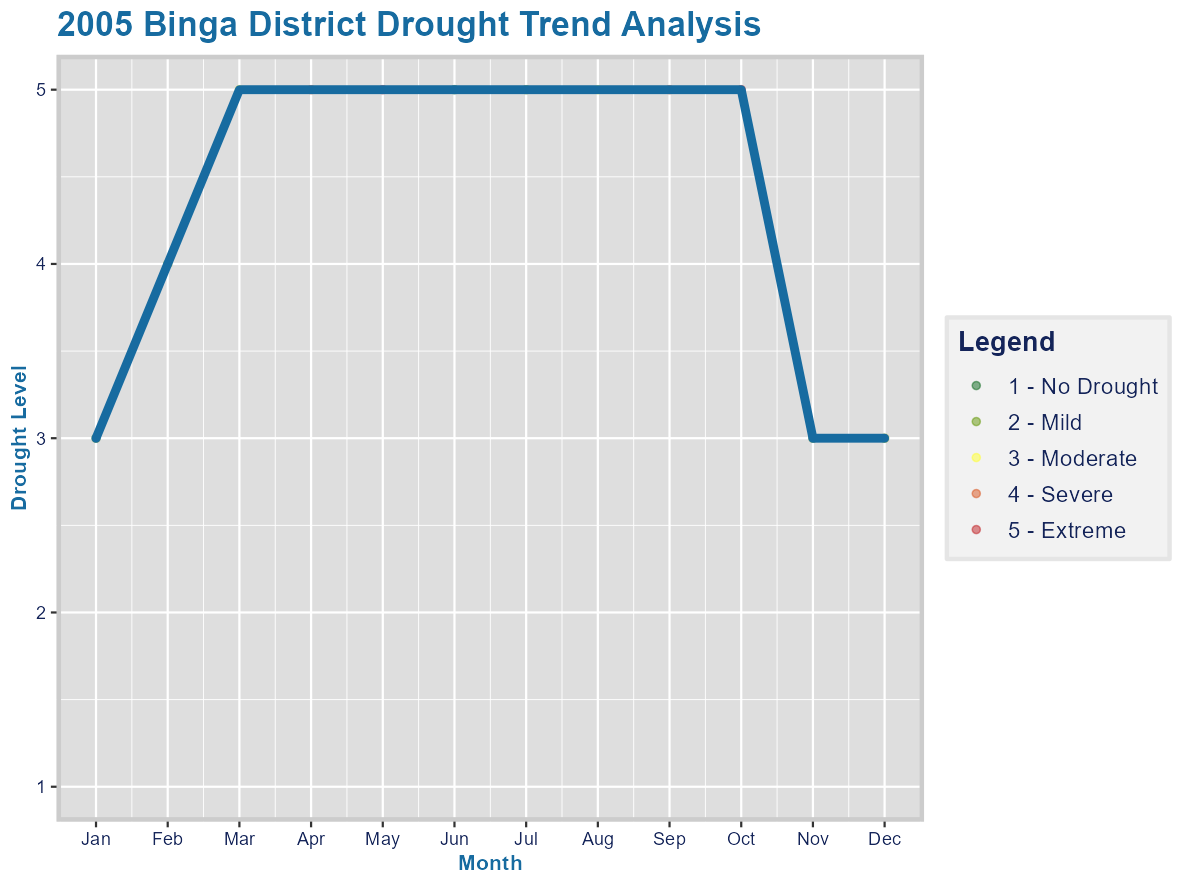 2005 Binga District Drought Trend Analysis
Drought Level
5
4
3
2
1
Jan Feb Mar Apr May Jun Jul Aug Sep Oct Nov Dec
Month
Legend
1 - No Drought
2 - Mild
3 - Moderate
4 - Severe
5 - Extreme